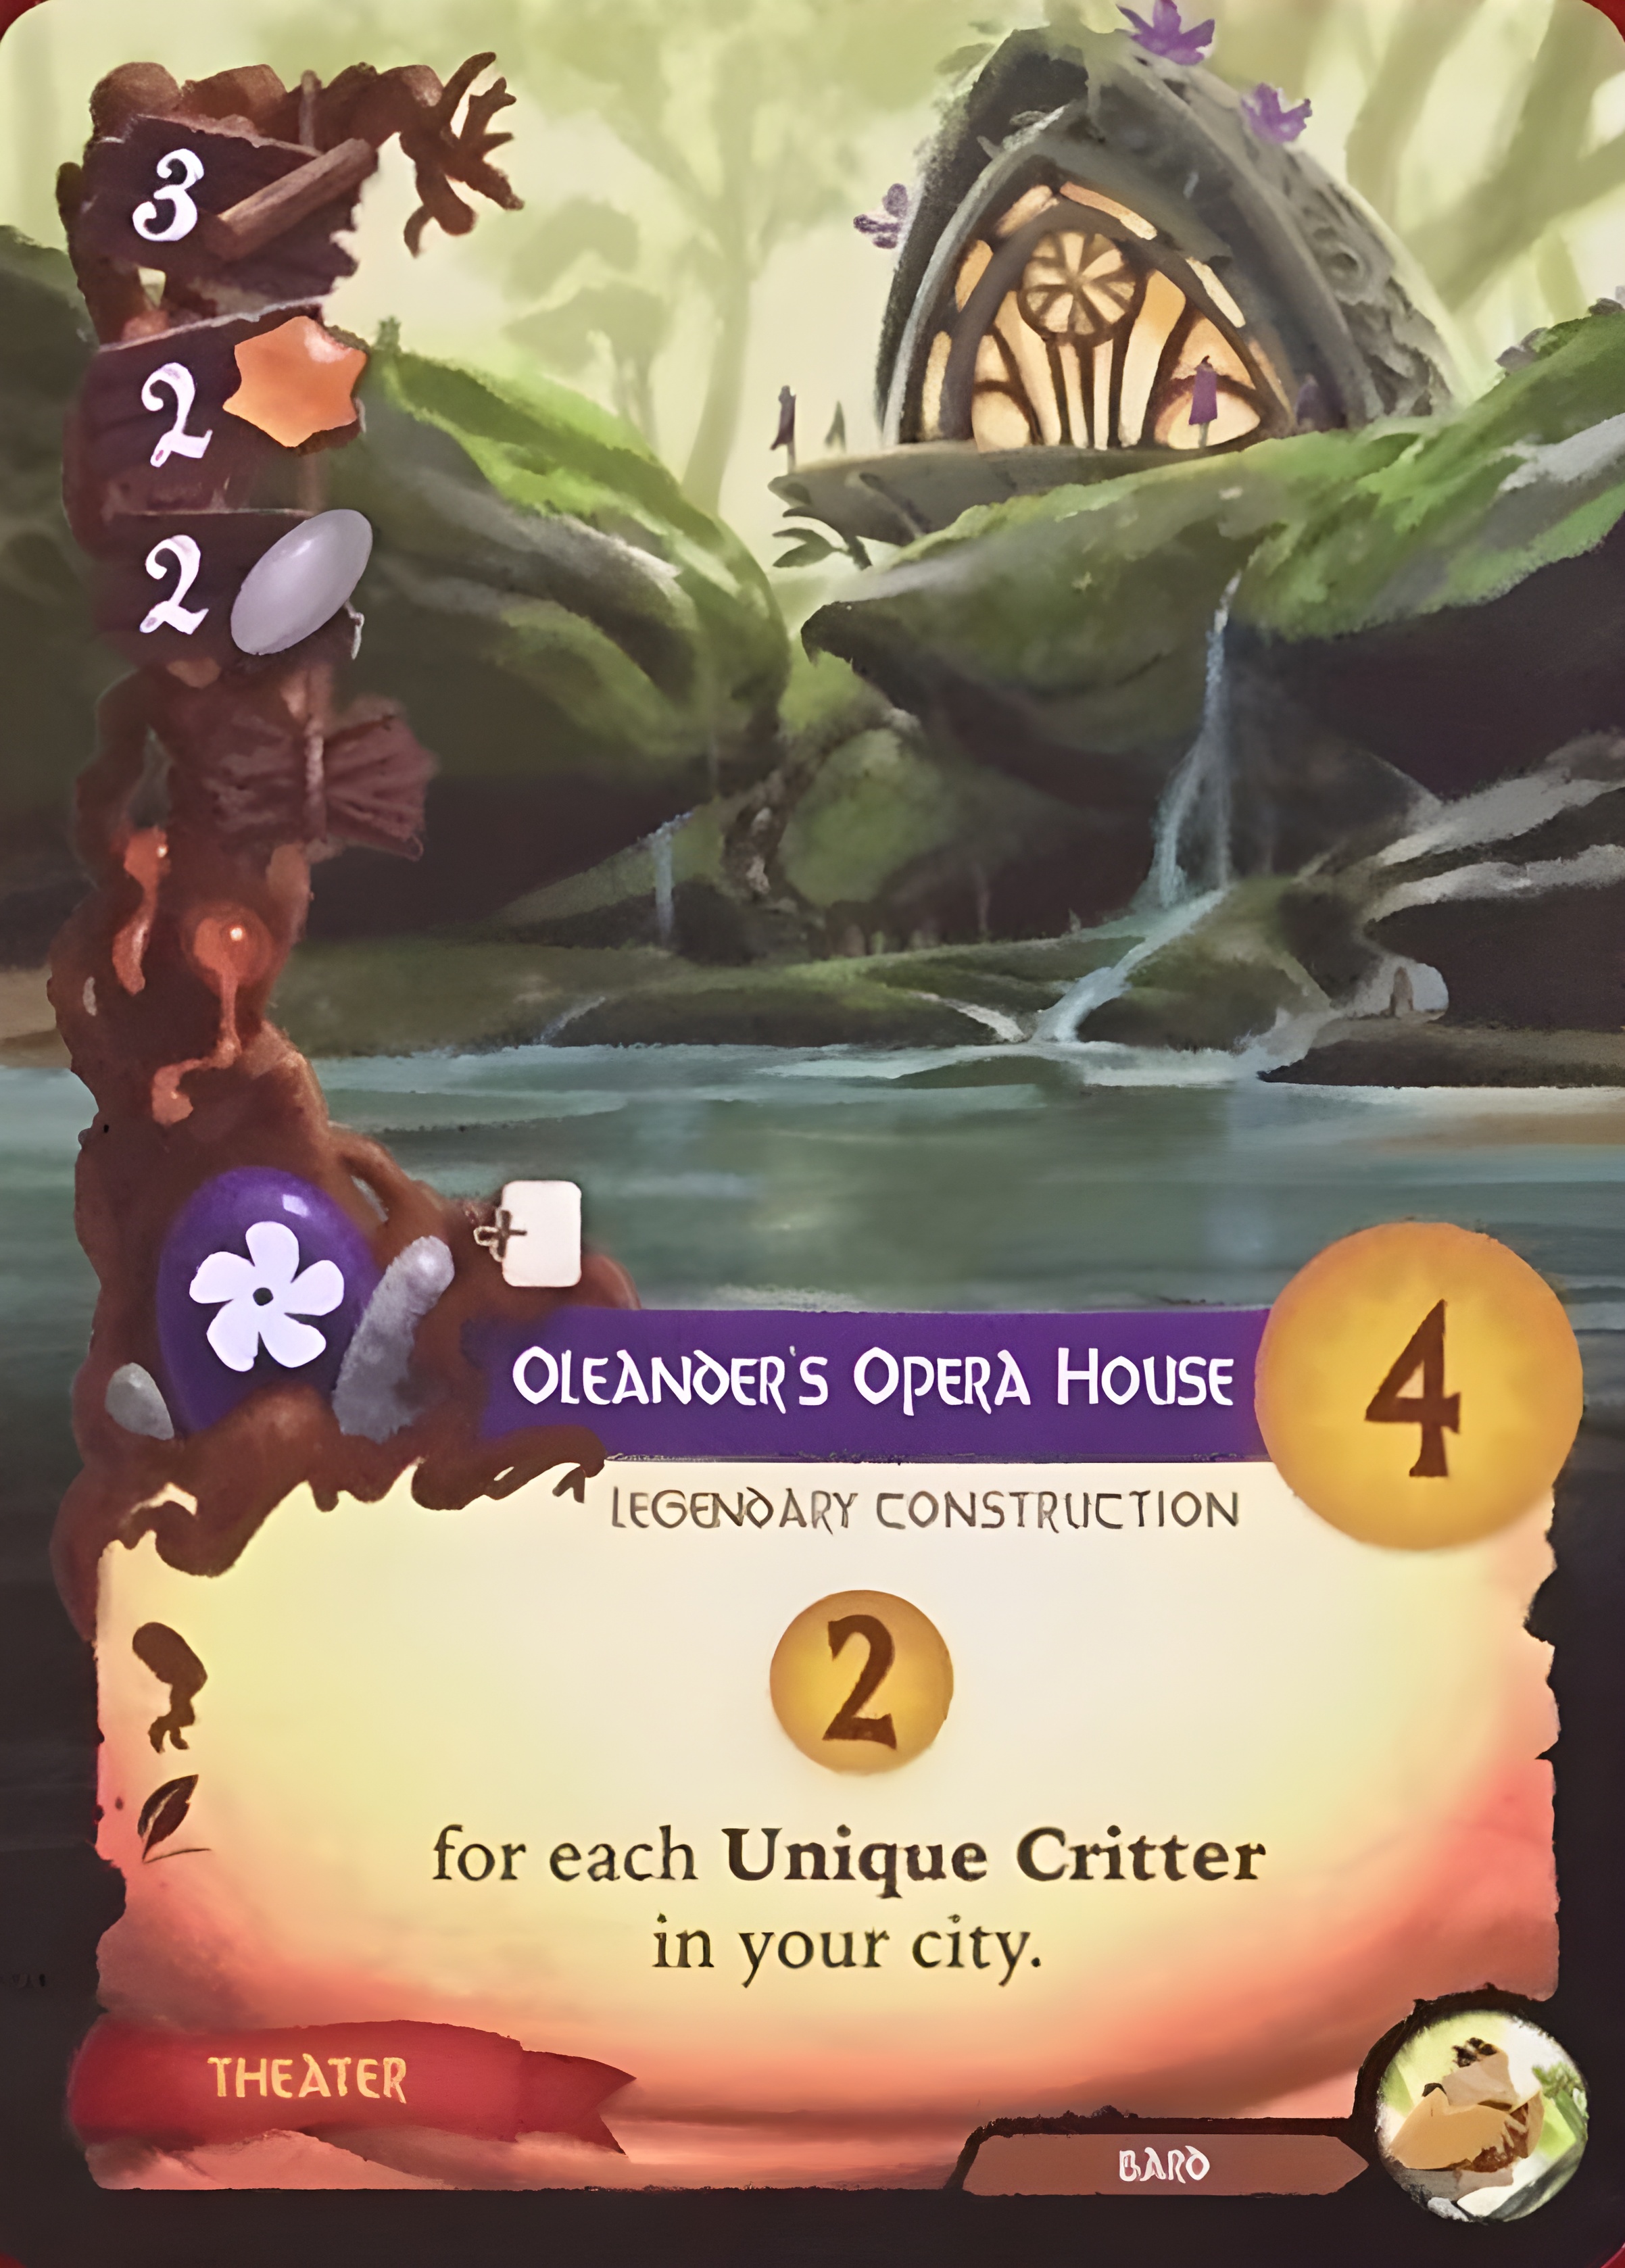 3
2
2
OLEANDER'S OPERA HOUSE
4
LEGENDARY CONSTRUCTION
2
for each Unique Critter
in your city.
THEATER
BARD